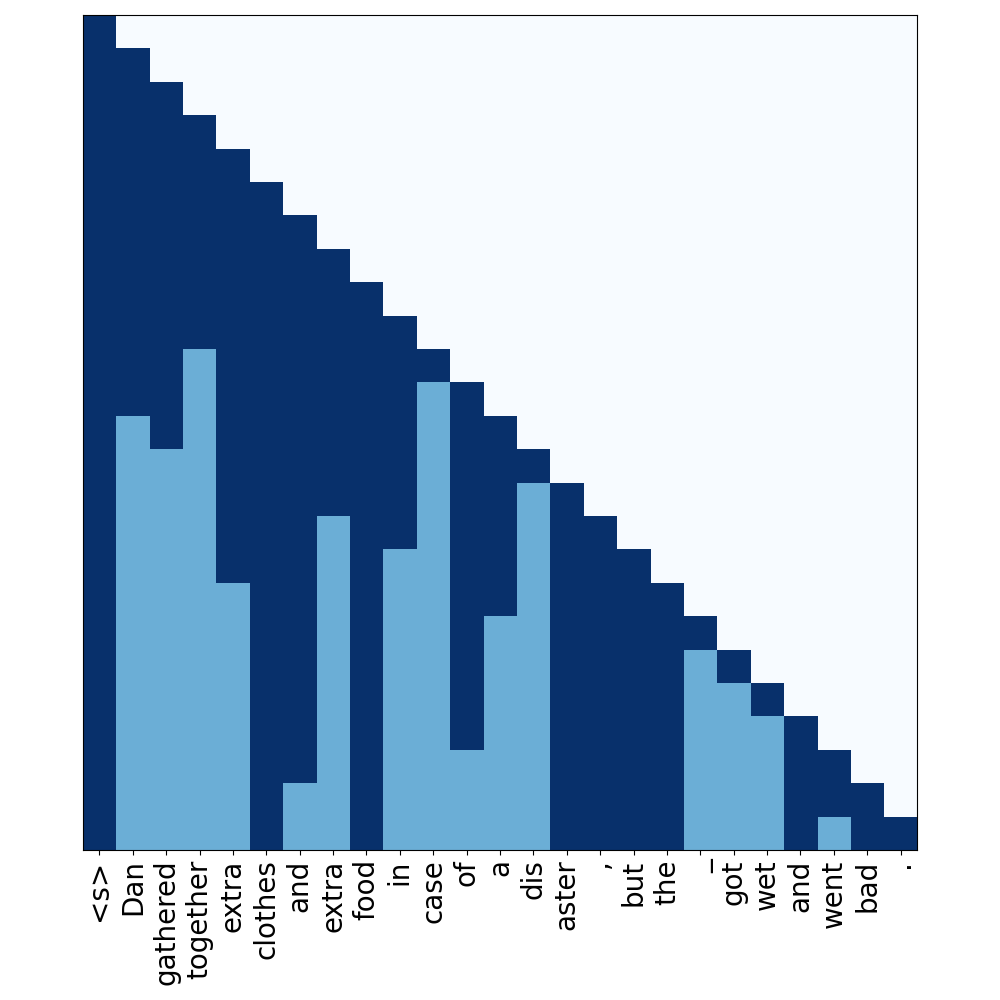 <s>
Dan
gathered
together
extra
clothes
and
extra
food
in
case
of
a
dis
aster
,
but
the
_
got
wet
and
went
bad
.